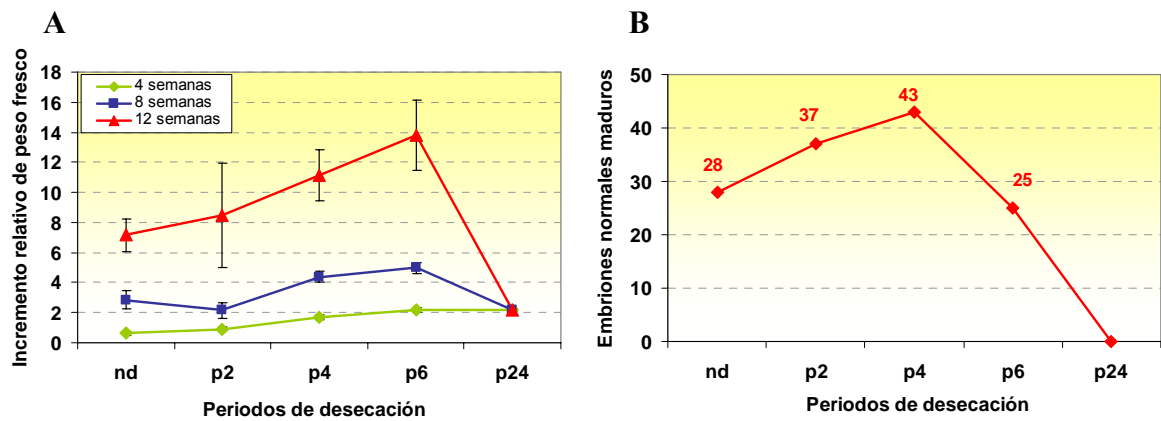 A
Incremento relativo de peso fresco
18
16
14
12
10
8
6
4
2
0
4 semanas
8 semanas
12 semanas
nd p2 p4 p6 p24
Periodos de desecación
B
Embriones normales maduros
50
40
30
20
10
0
28
37
43
25
nd p2 p4 p6 p24
Periodos de desecación